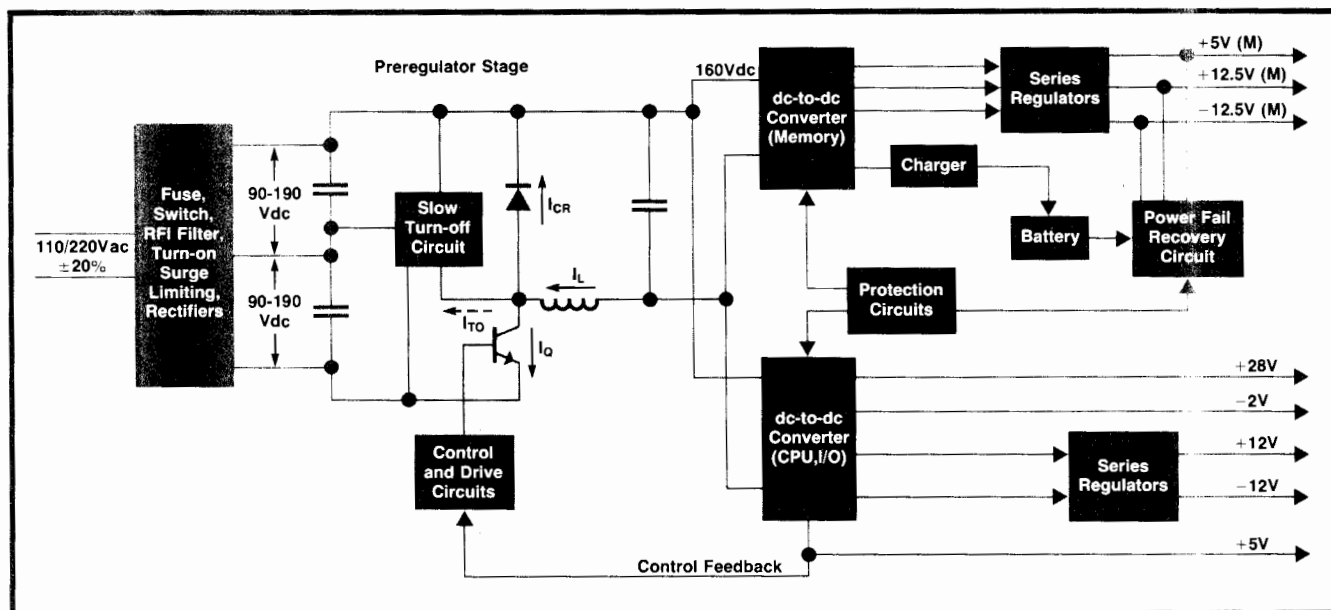 Preregulator Stage
Fuse,
Switch,
RFI Filter,
Turn-on
Surge
Limiting,
Rectifiers
110/220Vac
±20%
90-190
Vdc
90-190
Vdc
Slow
Turn-off
Circuit
I_CR
I_L
I_TO
I_Q
Control
and Drive
Circuits
Control Feedback
160Vdc
dc-to-dc
Converter
(Memory)
Series
Regulators
+5V (M)
+12.5V (M)
−12.5V (M)
Charger
Battery
Power Fail
Recovery
Circuit
Protection
Circuits
dc-to-dc
Converter
(CPU,I/O)
+28V
−2V
Series
Regulators
+12V
−12V
+5V